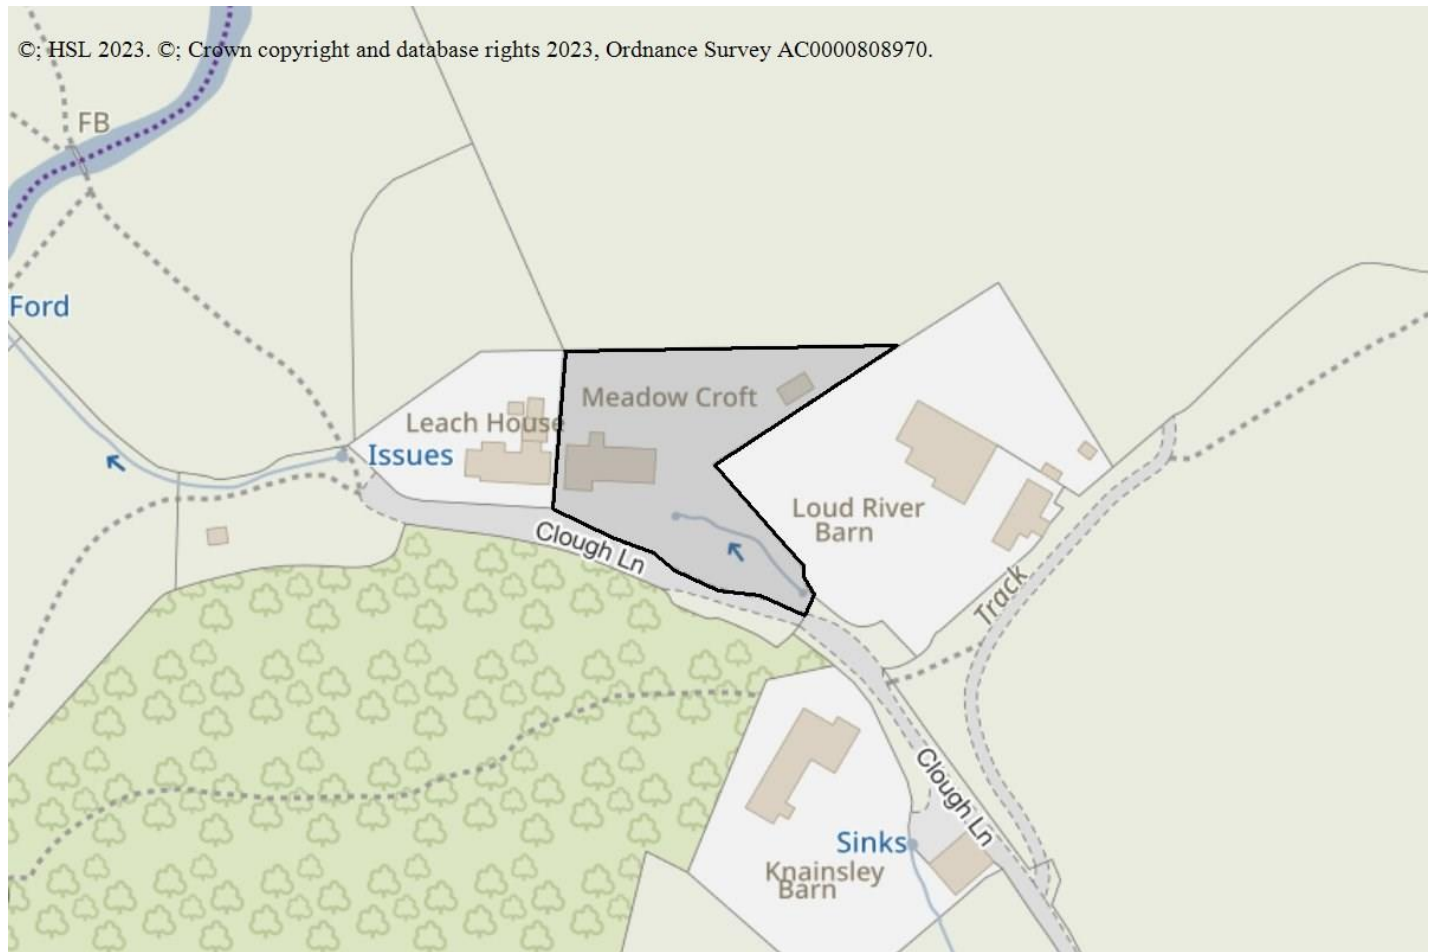 ©; HSL 2023. ©; Crown copyright and database rights 2023, Ordnance Survey AC0000808970.
FB
Ford
Meadow Croft
Leach House
Issues
Loud River
Barn
Clough Ln
Track
Clough Ln
Sinks
Knainsley
Barn